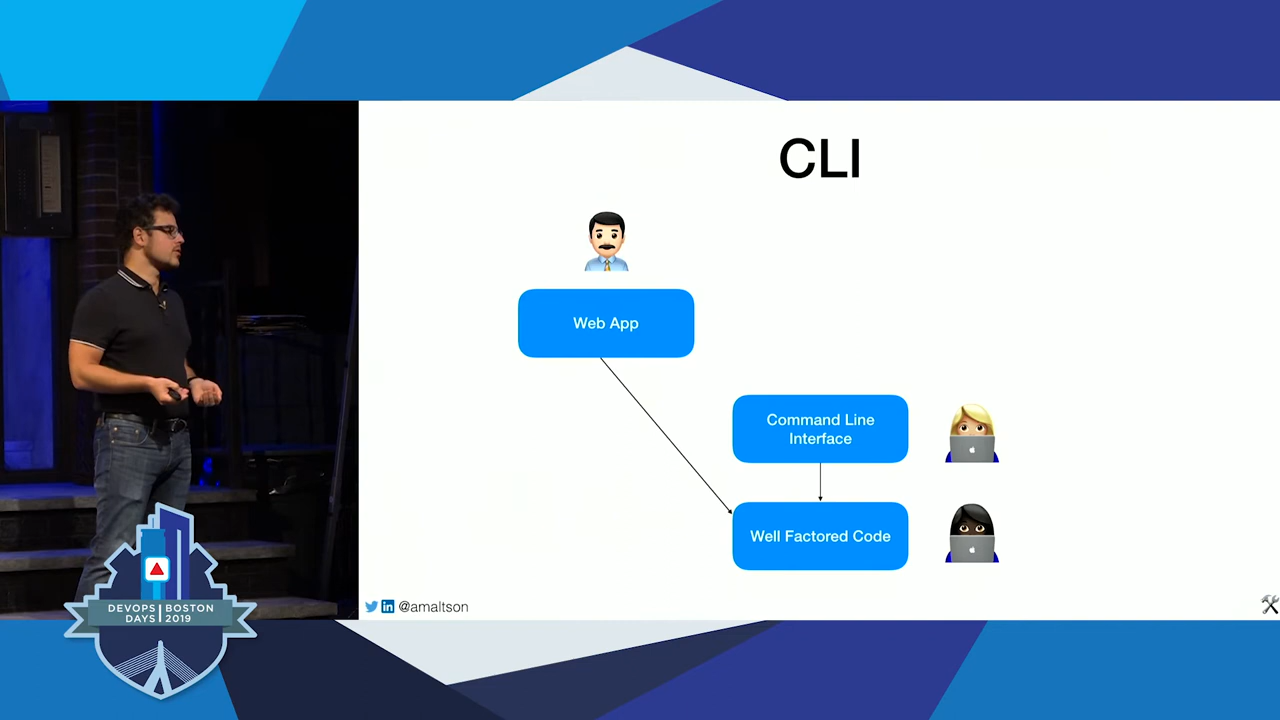 CLI
Web App
Command Line
Interface
Well Factored Code
@amaltson
DEVOPS BOSTON
DAYS 2019